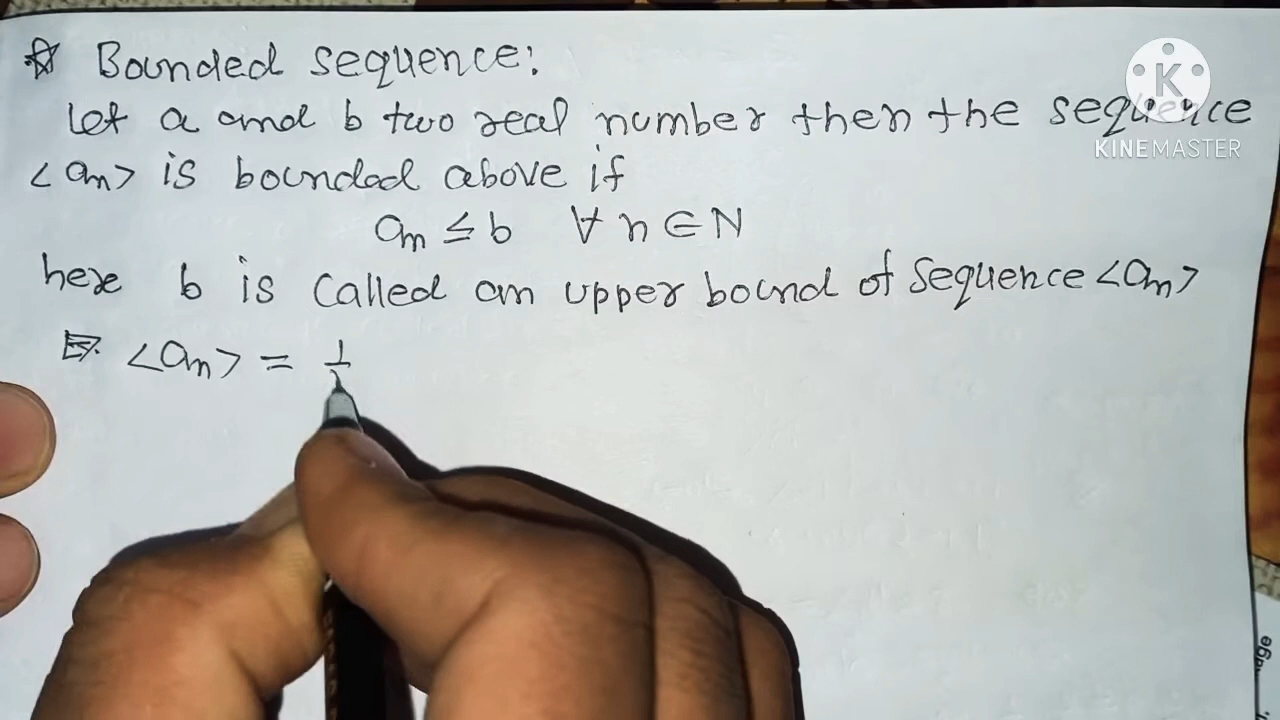 ☆ Bounded sequence:
Let a and b two real number then the sequence
<an> is bounded above if
an ≤ b ∀ n ∈ N
here b is called an upper bound of sequence <an>
Ex. <an> = 1
K
KINEMASTER
age